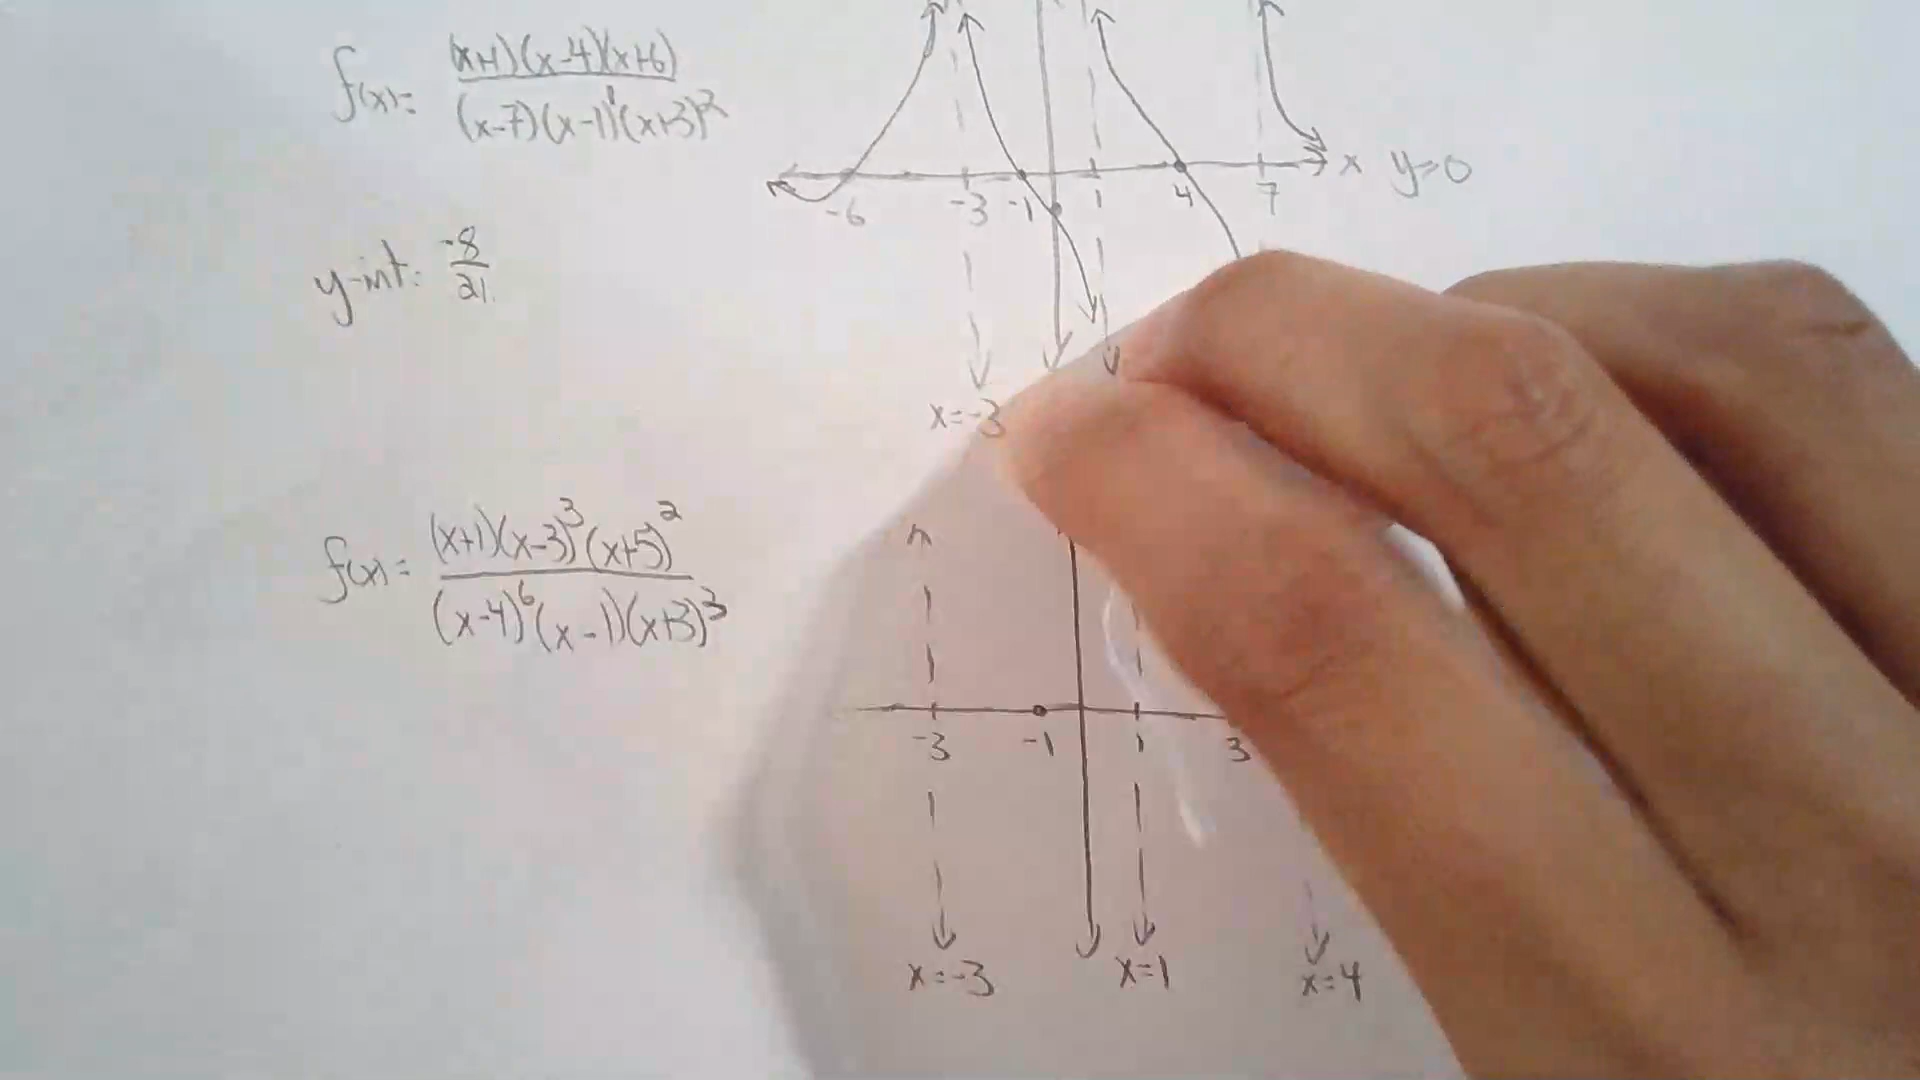 f(x)= (x+1)(x-4)(x+6)
(x-7)(x-1)¹(x+3)²
x y=0
-6 -3 -1 1 4 7
y-int: -8/21
x=-3
f(x)= (x+1)(x-3)³(x+5)²
(x-4)⁶(x-1)(x+3)³
-3 -1 1 3
x=-3 x=1 x=4